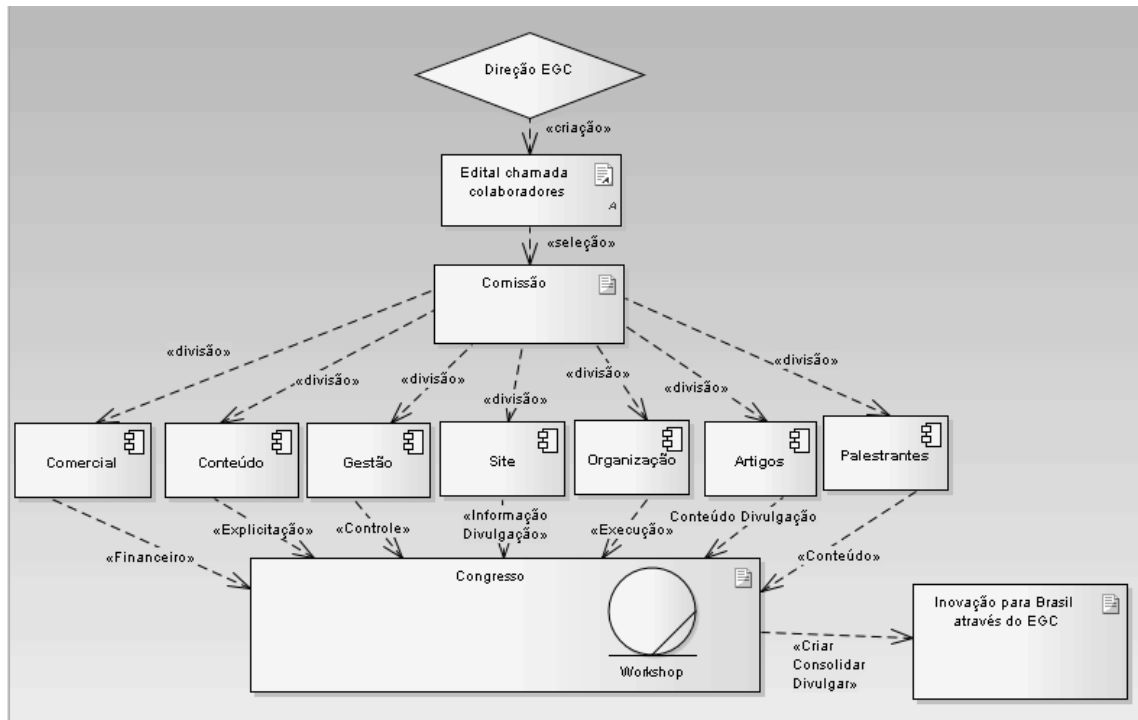 Direção EGC
«criação»
Edital chamada
colaboradores
A
«seleção»
Comissão
«divisão»
«divisão»
«divisão»
«divisão»
«divisão»
«divisão»
«divisão»
Comercial
Conteúdo
Gestão
Site
Organização
Artigos
Palestrantes
«Financeiro»
«Explicitação»
«Controle»
«Informação
Divulgação»
«Execução»
Conteúdo Divulgação
«Conteúdo»
Congresso
Workshop
«Criar
Consolidar
Divulgar»
Inovação para Brasil
através do EGC